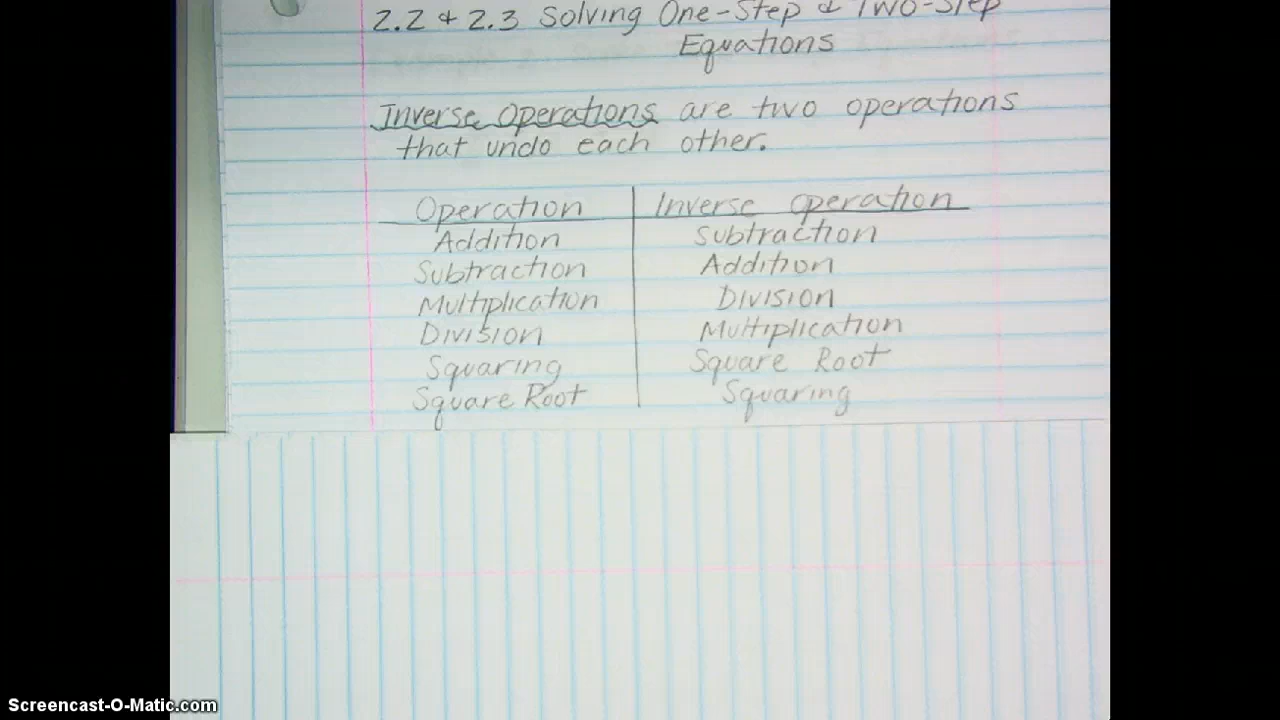 2.2 & 2.3 Solving One-Step & Two-Step
Equations
Inverse Operations are two operations
that undo each other.
Operation Inverse operation
Addition Subtraction
Subtraction Addition
Multiplication Division
Division Multiplication
Squaring Square Root
Square Root Squaring
Screencast-O-Matic.com